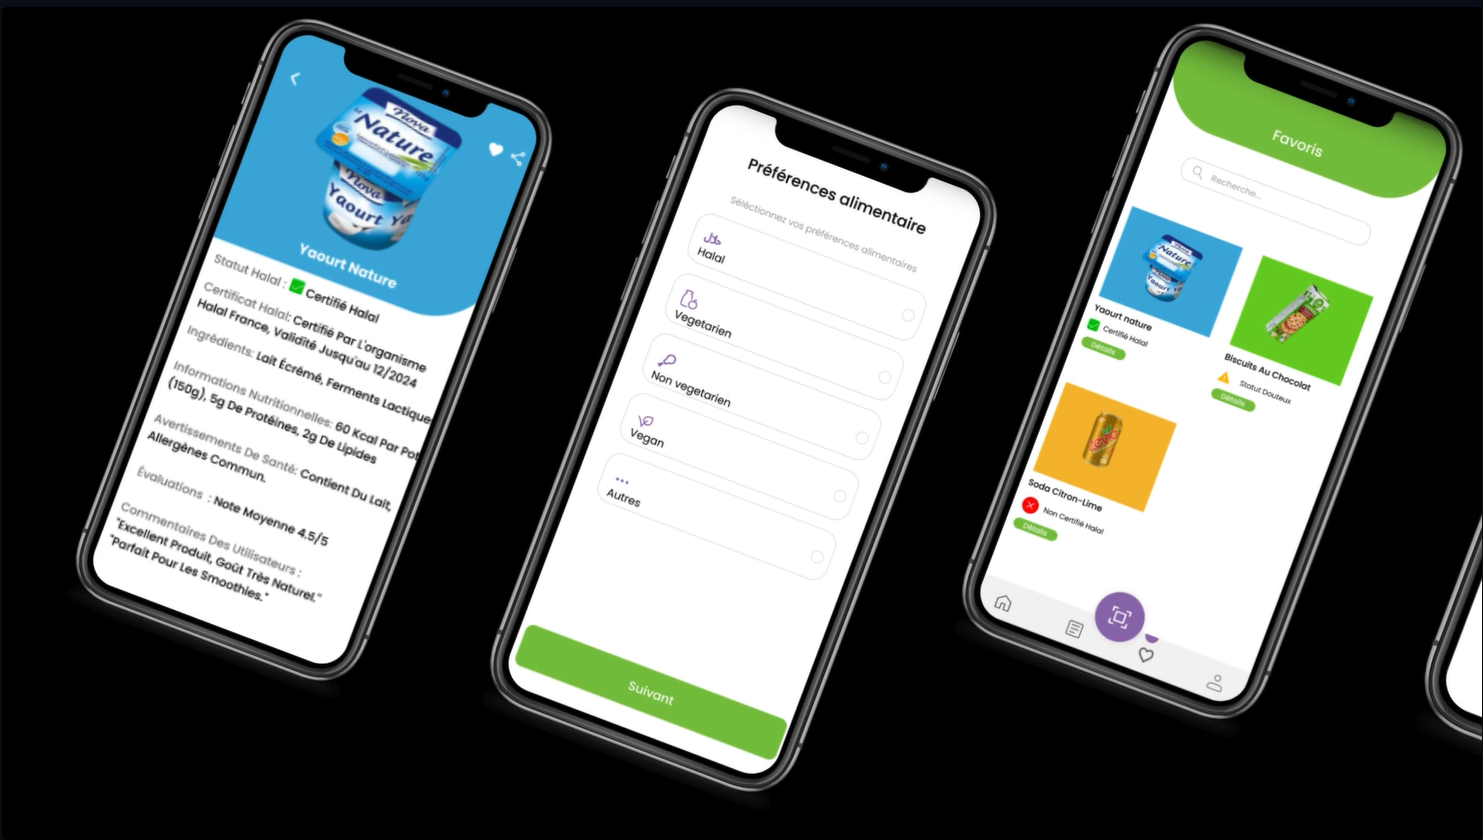 Nova
Nature
Nova
Yaourt Ya
Yaourt Nature
Statut Halal : Certifié Halal
Certificat Halal: Certifié Par L'organisme
Halal France, Validité Jusqu'au 12/2024
Ingrédients: Lait Écrémé, Ferments Lactique
Informations Nutritionnelles: 60 Kcal Par Pot
(150g), 5g De Protéines, 2g De Lipides
Avertissements De Santé: Contient Du Lait,
Allergènes Commun.
Évaluations : Note Moyenne 4.5/5
Commentaires Des Utilisateurs :
"Excellent Produit, Goût Très Naturel."
"Parfait Pour Les Smoothies."
Préférences alimentaire
Séléctionnez vos préférences alimentaires
حلال
Halal
Vegetarien
Non vegetarien
Vegan
Autres
Suivant
Favoris
Recherche...
Nature
Yaourt nature
Certifié Halal
Détails
Biscuits Au Chocolat
Statut Douteux
Détails
zevia
Soda Citron-Lime
Non Certifié Halal
Détails